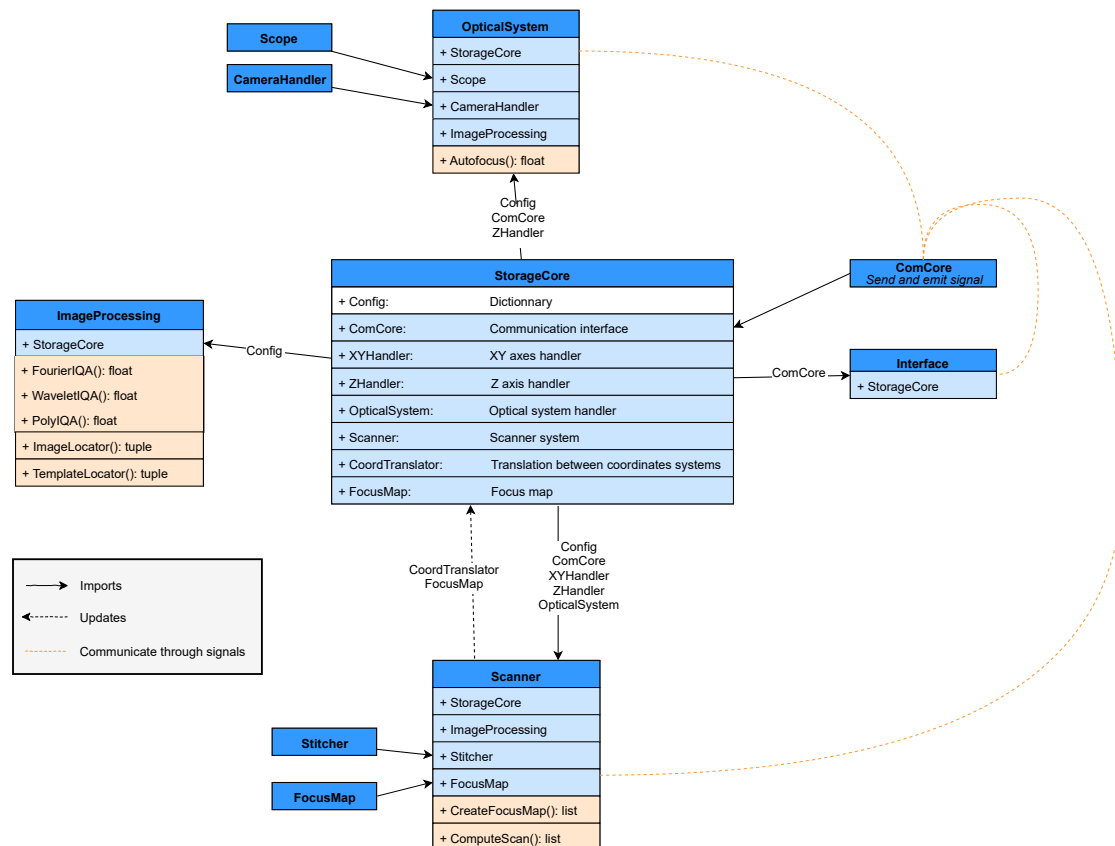 OpticalSystem
+ StorageCore
+ Scope
+ CameraHandler
+ ImageProcessing
+ Autofocus(): float
Scope
CameraHandler
Config
ComCore
ZHandler
ComCore
Send and emit signal
StorageCore
+ Config: Dictionnary
+ ComCore: Communication interface
+ XYHandler: XY axes handler
+ ZHandler: Z axis handler
+ OpticalSystem: Optical system handler
+ Scanner: Scanner system
+ CoordTranslator: Translation between coordinates systems
+ FocusMap: Focus map
ImageProcessing
+ StorageCore
+ FourierIQA(): float
+ WaveletIQA(): float
+ PolyIQA(): float
+ ImageLocator(): tuple
+ TemplateLocator(): tuple
Config
ComCore
Interface
+ StorageCore
CoordTranslator
FocusMap
Config
ComCore
XYHandler
ZHandler
OpticalSystem
Imports
Updates
Communicate through signals
Scanner
+ StorageCore
+ ImageProcessing
+ Stitcher
+ FocusMap
+ CreateFocusMap(): list
+ ComputeScan(): list
Stitcher
FocusMap